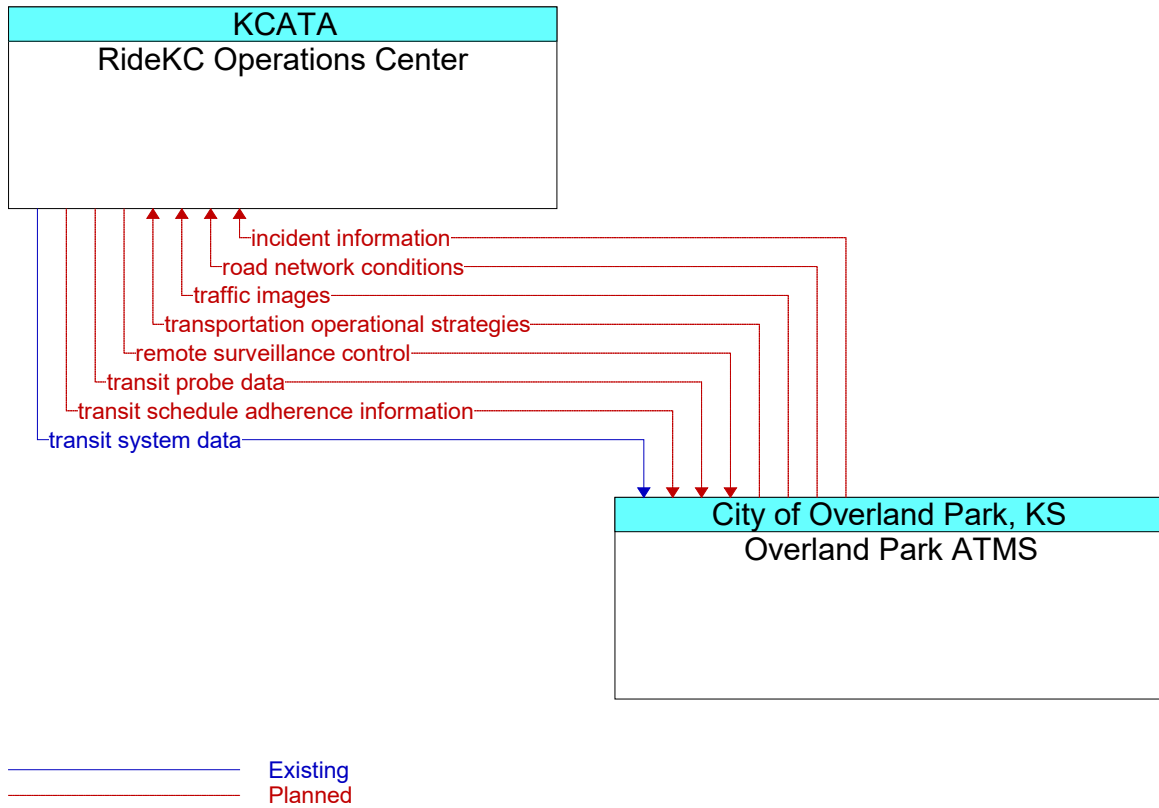 KCATA
RideKC Operations Center
incident information
road network conditions
traffic images
transportation operational strategies
remote surveillance control
transit probe data
transit schedule adherence information
transit system data
City of Overland Park, KS
Overland Park ATMS
Existing
Planned